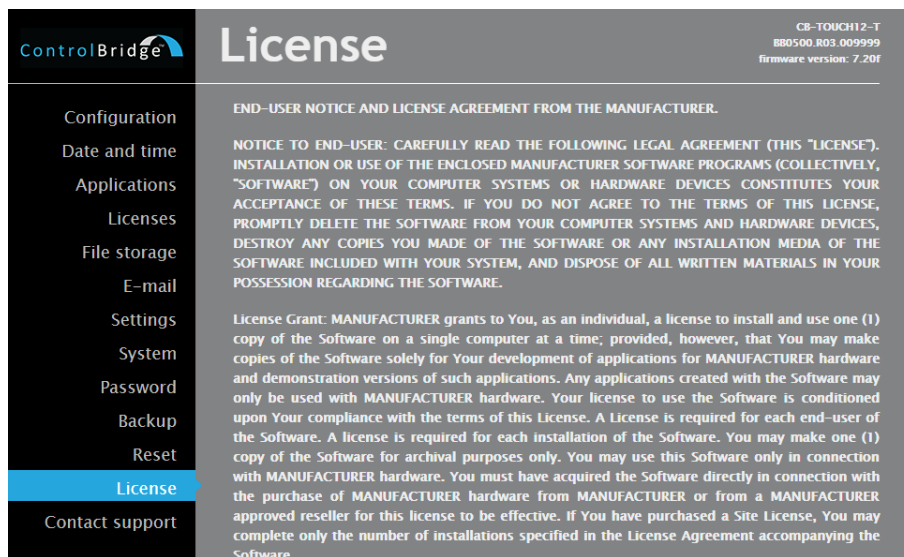 ControlBridge™
License
CB-TOUCH12-T
BB0500.R03.009999
firmware version: 7.20f
Configuration
Date and time
Applications
Licenses
File storage
E-mail
Settings
System
Password
Backup
Reset
License
Contact support
END-USER NOTICE AND LICENSE AGREEMENT FROM THE MANUFACTURER.
NOTICE TO END-USER: CAREFULLY READ THE FOLLOWING LEGAL AGREEMENT (THIS "LICENSE").
INSTALLATION OR USE OF THE ENCLOSED MANUFACTURER SOFTWARE PROGRAMS (COLLECTIVELY,
"SOFTWARE") ON YOUR COMPUTER SYSTEMS OR HARDWARE DEVICES CONSTITUTES YOUR
ACCEPTANCE OF THESE TERMS. IF YOU DO NOT AGREE TO THE TERMS OF THIS LICENSE,
PROMPTLY DELETE THE SOFTWARE FROM YOUR COMPUTER SYSTEMS AND HARDWARE DEVICES,
DESTROY ANY COPIES YOU MADE OF THE SOFTWARE OR ANY INSTALLATION MEDIA OF THE
SOFTWARE INCLUDED WITH YOUR SYSTEM, AND DISPOSE OF ALL WRITTEN MATERIALS IN YOUR
POSSESSION REGARDING THE SOFTWARE.
License Grant: MANUFACTURER grants to You, as an individual, a license to install and use one (1)
copy of the Software on a single computer at a time; provided, however, that You may make
copies of the Software solely for Your development of applications for MANUFACTURER hardware
and demonstration versions of such applications. Any applications created with the Software may
only be used with MANUFACTURER hardware. Your license to use the Software is conditioned
upon Your compliance with the terms of this License. A License is required for each end-user of
the Software. A license is required for each installation of the Software. You may make one (1)
copy of the Software for archival purposes only. You may use this Software only in connection
with MANUFACTURER hardware. You must have acquired the Software directly in connection with
the purchase of MANUFACTURER hardware from MANUFACTURER or from a MANUFACTURER
approved reseller for this license to be effective. If You have purchased a Site License, You may
complete only the number of installations specified in the License Agreement accompanying the
Software.